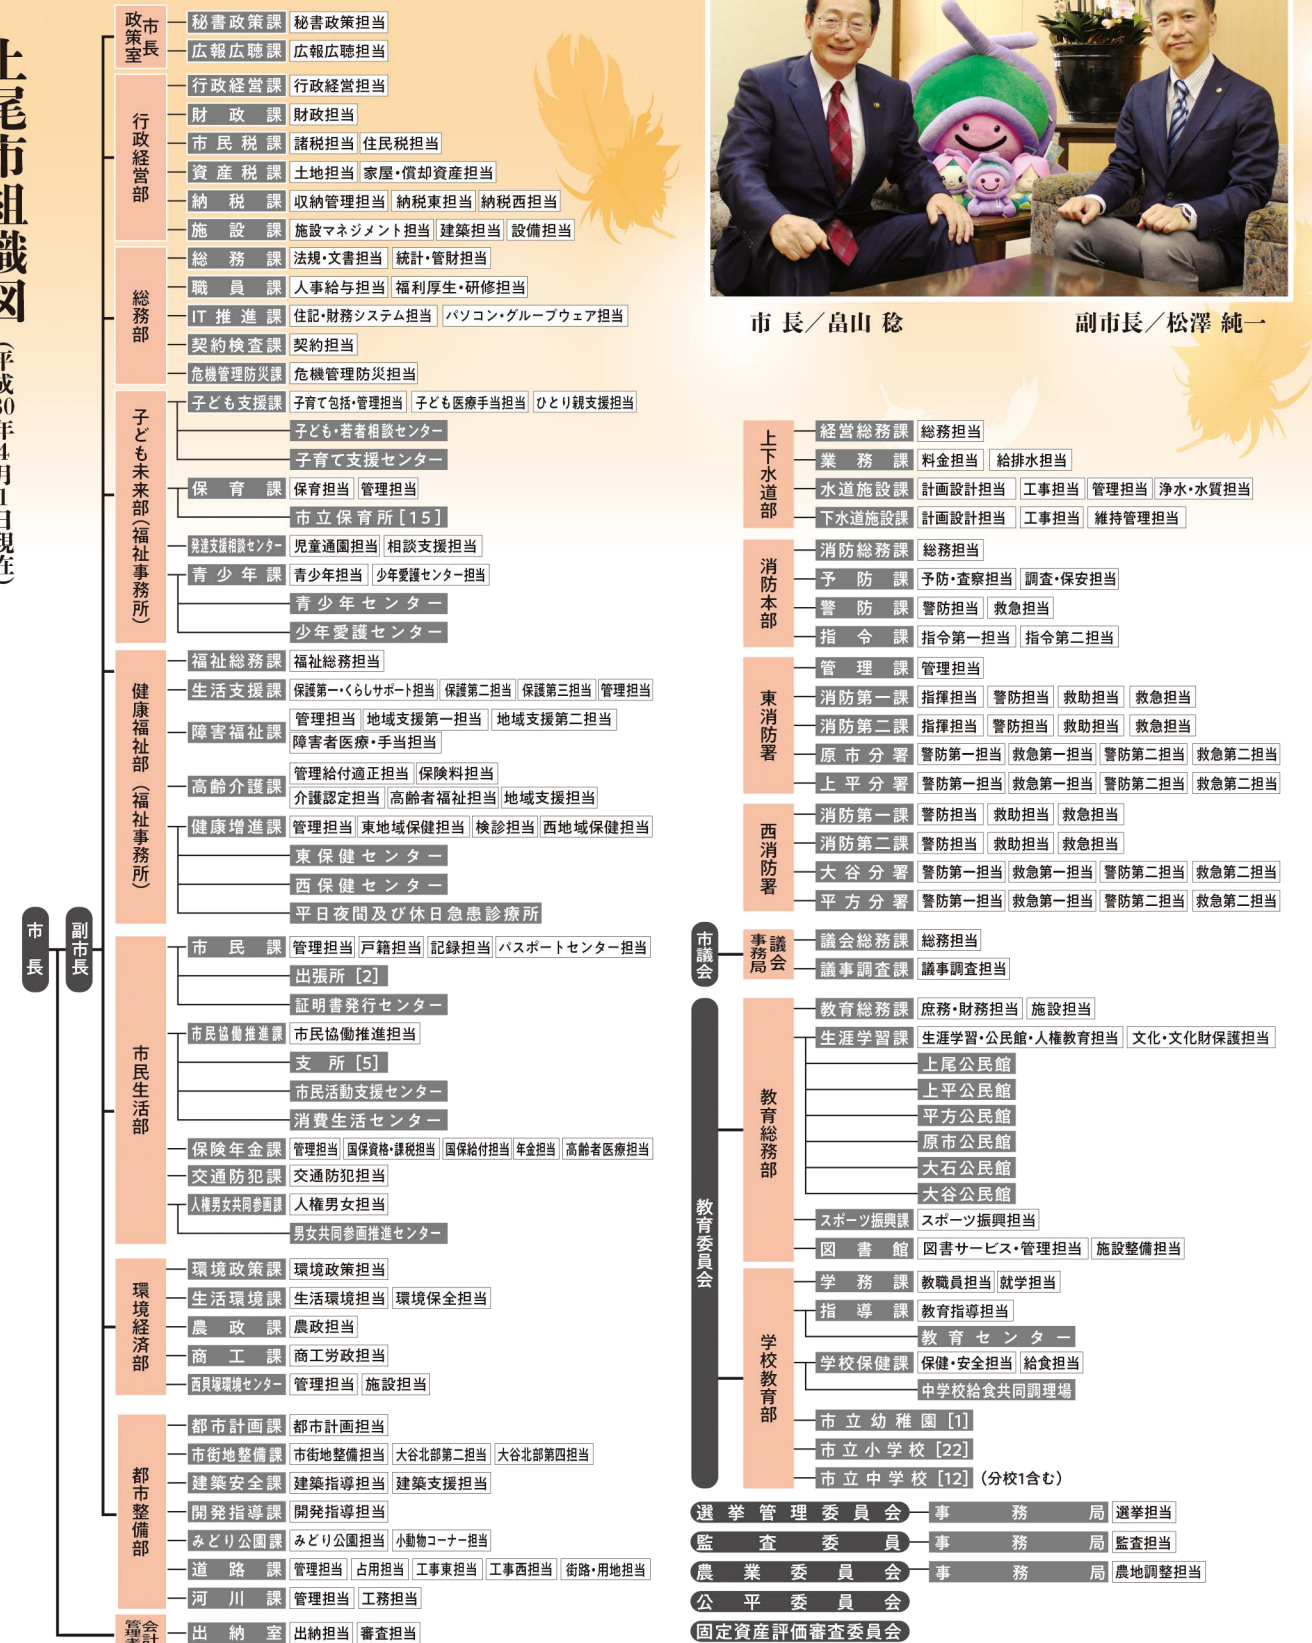 上尾市組織図
(平成30年4月1日現在)
市長
副市長
市長政策室
秘書政策課 秘書政策担当
広報広聴課 広報広聴担当
行政経営部
行政経営課 行政経営担当
財政課 財政担当
市民税課 諸税担当 住民税担当
資産税課 土地担当 家屋・償却資産担当
納税課 収納管理担当 納税東担当 納税西担当
施設課 施設マネジメント担当 建築担当 設備担当
総務部
総務課 法規・文書担当 統計・管財担当
職員課 人事給与担当 福利厚生・研修担当
IT推進課 住記・財務システム担当 パソコン・グループウェア担当
契約検査課 契約担当
危機管理防災課 危機管理防災担当
子ども未来部(福祉事務所)
子ども支援課 子育て包括・管理担当 子ども医療手当担当 ひとり親支援担当
子ども・若者相談センター
子育て支援センター
保育課 保育担当 管理担当
市立保育所[15]
発達支援相談センター 児童通園担当 相談支援担当
青少年課 青少年担当 少年愛護センター担当
青少年センター
少年愛護センター
健康福祉部(福祉事務所)
福祉総務課 福祉総務担当
生活支援課 保護第一・くらしサポート担当 保護第二担当 保護第三担当 管理担当
障害福祉課 管理担当 地域支援第一担当 地域支援第二担当
障害者医療・手当担当
高齢介護課 管理給付適正担当 保険料担当
介護認定担当 高齢者福祉担当 地域支援担当
健康増進課 管理担当 東地域保健担当 検診担当 西地域保健担当
東保健センター
西保健センター
平日夜間及び休日急患診療所
市民生活部
市民課 管理担当 戸籍担当 記録担当 パスポートセンター担当
出張所[2]
証明書発行センター
市民協働推進課 市民協働推進担当
支所[5]
市民活動支援センター
消費生活センター
保険年金課 管理担当 国保資格・課税担当 国保給付担当 年金担当 高齢者医療担当
交通防犯課 交通防犯担当
人権男女共同参画課 人権男女担当
男女共同参画推進センター
環境経済部
環境政策課 環境政策担当
生活環境課 生活環境担当 環境保全担当
農政課 農政担当
商工課 商工労政担当
西貝塚環境センター 管理担当 施設担当
都市整備部
都市計画課 都市計画担当
市街地整備課 市街地整備担当 大谷北部第二担当 大谷北部第四担当
建築安全課 建築指導担当 建築支援担当
開発指導課 開発指導担当
みどり公園課 みどり公園担当 小動物コーナー担当
道路課 管理担当 占用担当 工事東担当 工事西担当 街路・用地担当
河川課 管理担当 工務担当
会計管理者
出納室 出納担当 審査担当
市 長／畠山 稔
副市長／松澤 純一
上下水道部
経営総務課 総務担当
業務課 料金担当 給排水担当
水道施設課 計画設計担当 工事担当 管理担当 浄水・水質担当
下水道施設課 計画設計担当 工事担当 維持管理担当
消防本部
消防総務課 総務担当
予防課 予防・査察担当 調査・保安担当
警防課 警防担当 救急担当
指令課 指令第一担当 指令第二担当
東消防署
管理課 管理担当
消防第一課 指揮担当 警防担当 救助担当 救急担当
消防第二課 指揮担当 警防担当 救助担当 救急担当
原市分署 警防第一担当 救急第一担当 警防第二担当 救急第二担当
上平分署 警防第一担当 救急第一担当 警防第二担当 救急第二担当
西消防署
消防第一課 警防担当 救助担当 救急担当
消防第二課 警防担当 救助担当 救急担当
大谷分署 警防第一担当 救急第一担当 警防第二担当 救急第二担当
平方分署 警防第一担当 救急第一担当 警防第二担当 救急第二担当
市議会
議会事務局
議会総務課 総務担当
議事調査課 議事調査担当
教育委員会
教育総務部
教育総務課 庶務・財務担当 施設担当
生涯学習課 生涯学習・公民館・人権教育担当 文化・文化財保護担当
上尾公民館
上平公民館
平方公民館
原市公民館
大石公民館
大谷公民館
スポーツ振興課 スポーツ振興担当
図書館 図書サービス・管理担当 施設整備担当
学校教育部
学務課 教職員担当 就学担当
指導課 教育指導担当
教育センター
学校保健課 保健・安全担当 給食担当
中学校給食共同調理場
市立幼稚園[1]
市立小学校[22]
市立中学校[12](分校1含む)
選挙管理委員会 事務局 選挙担当
監査委員 事務局 監査担当
農業委員会 事務局 農地調整担当
公平委員会
固定資産評価審査委員会